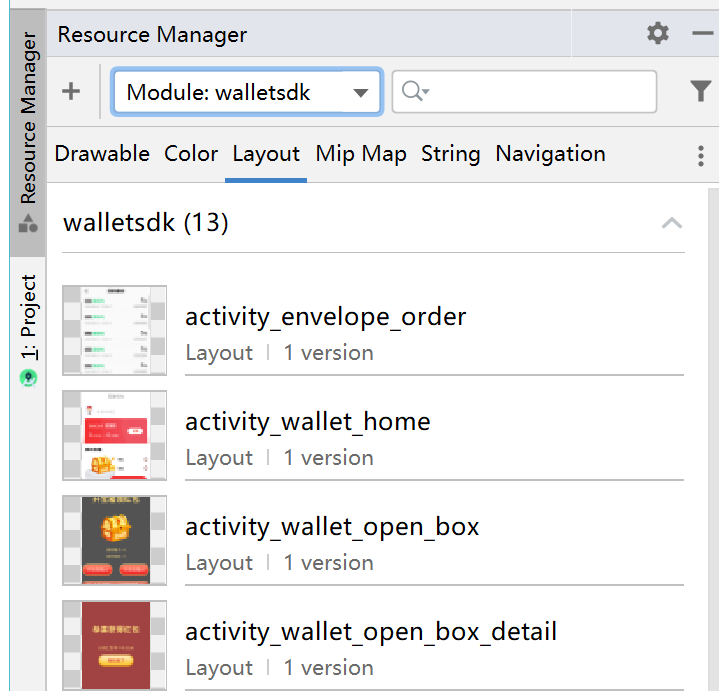 Resource Manager
Resource Manager
1: Project
Module: walletsdk
Drawable Color Layout Mip Map String Navigation
walletsdk (13)
activity_envelope_order
Layout | 1 version
activity_wallet_home
Layout | 1 version
activity_wallet_open_box
Layout | 1 version
activity_wallet_open_box_detail
Layout | 1 version